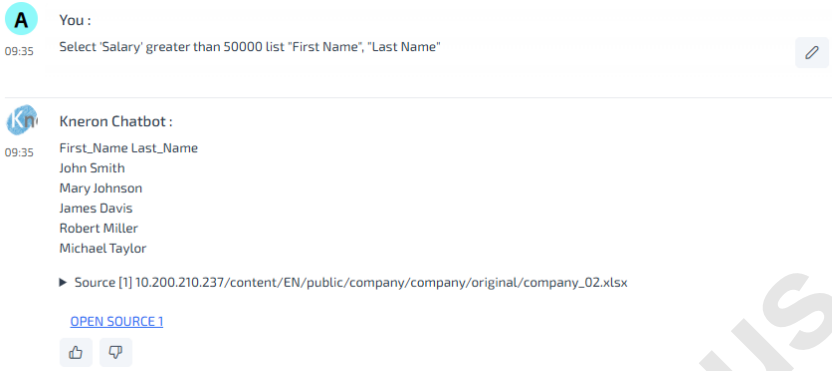 A
You :
09:35
Select 'Salary' greater than 50000 list "First Name", "Last Name"
Kn
Kneron Chatbot :
09:35
First_Name Last_Name
John Smith
Mary Johnson
James Davis
Robert Miller
Michael Taylor
▶ Source [1] 10.200.210.237/content/EN/public/company/company/original/company_02.xlsx
OPEN SOURCE 1
us